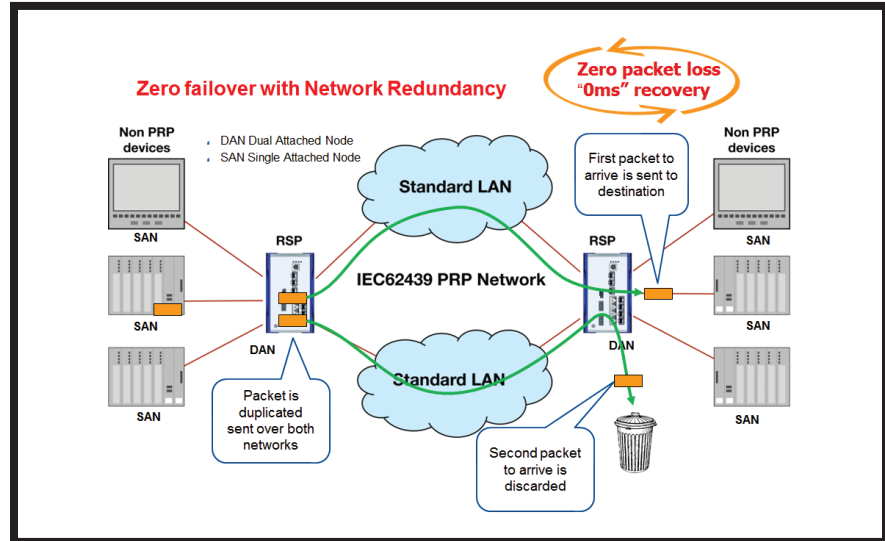 Zero failover with Network Redundancy
Zero packet loss
“0ms” recovery
Non PRP
devices
DAN Dual Attached Node
SAN Single Attached Node
SAN
SAN
SAN
RSP
DAN
Packet is
duplicated
sent over both
networks
Standard LAN
IEC62439 PRP Network
Standard LAN
First packet to
arrive is sent to
destination
RSP
DAN
Second packet
to arrive is
discarded
Non PRP
devices
SAN
SAN
SAN